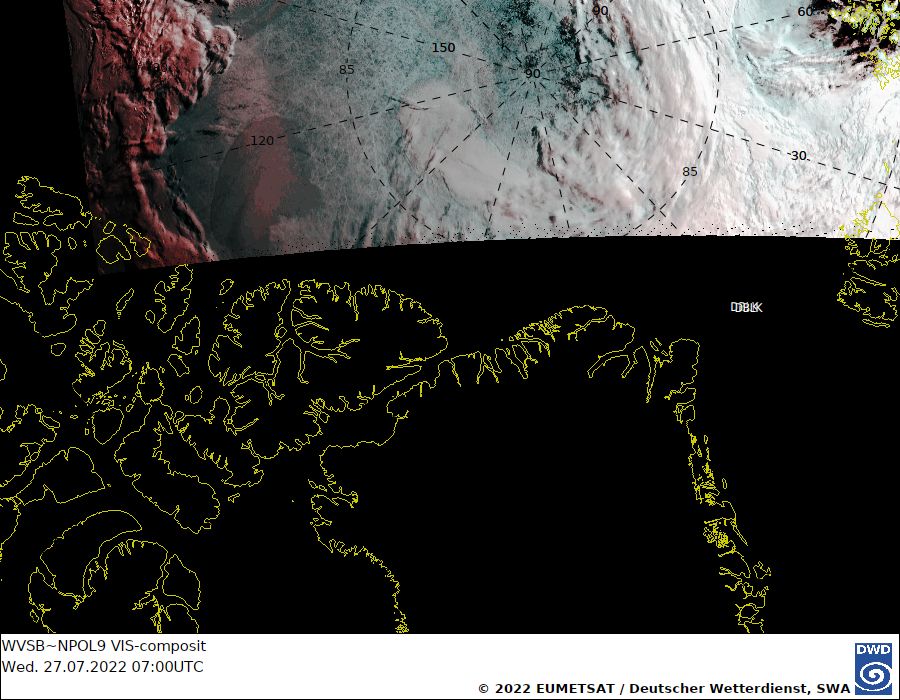 90
60
150
85
90
120
30
85
DBLK
WVSB~NPOL9 VIS-composit
Wed. 27.07.2022 07:00UTC
DWD
© 2022 EUMETSAT / Deutscher Wetterdienst, SWA